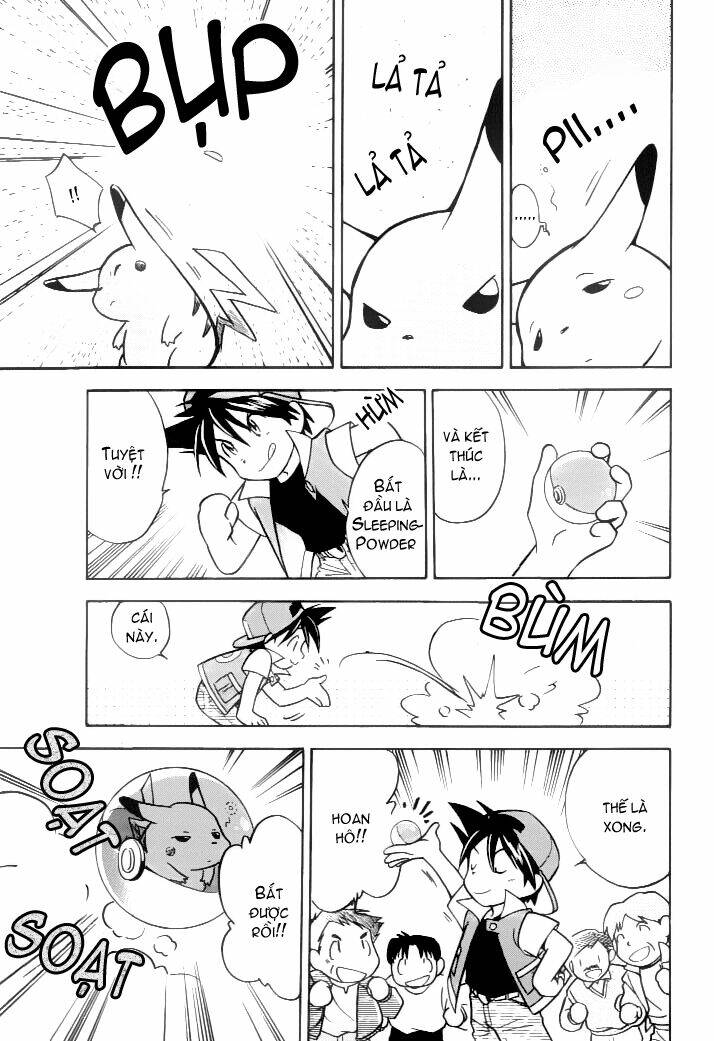 PII....
.....
LẢ TẢ
LẢ TẢ
BỤP
!!
VÀ KẾT
THÚC
LÀ...
HỪM
BẮT
ĐẦU LÀ
SLEEPING
POWDER
TUYỆT
VỜI !!
BÙM
CÁI
NÀY.
THẾ LÀ
XONG.
HOAN
HÔ!!
BẮT
ĐƯỢC
RỒI!!
SOẠT
SOẠT